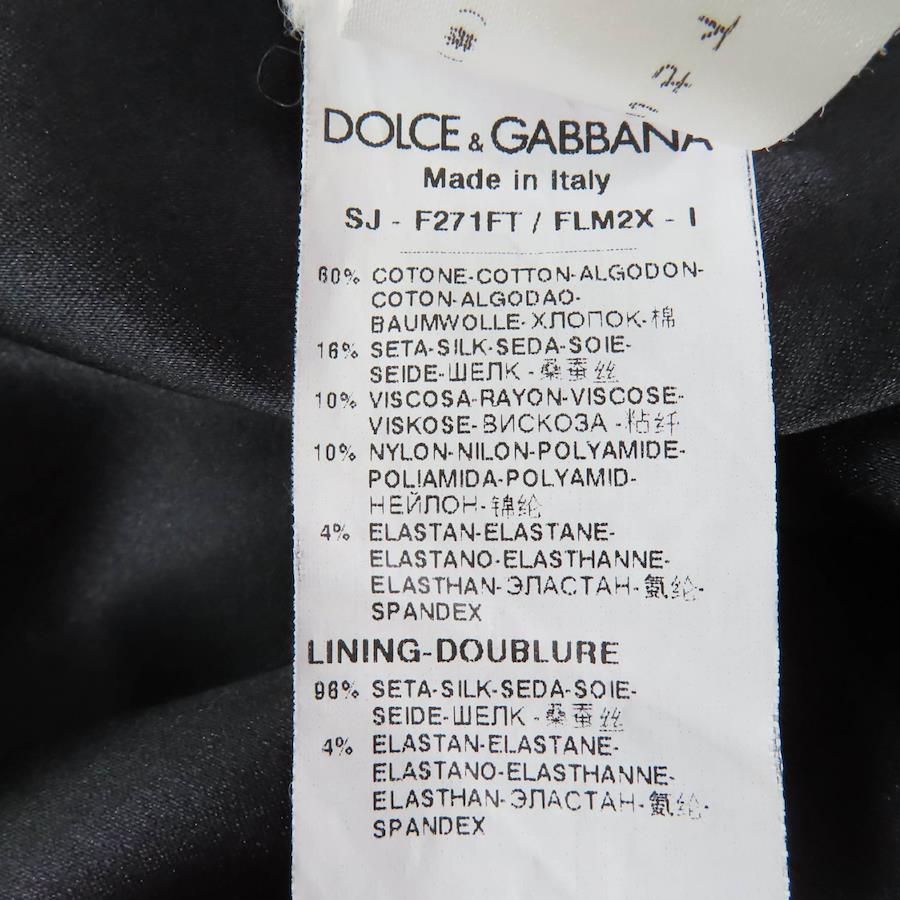 DOLCE & GABBANA
Made in Italy
SJ - F271FT / FLM2X - I
60% COTONE-COTTON-ALGODON-
COTON-ALGODAO-
BAUMWOLLE-ХЛОПОК-棉
16% SETA-SILK-SEDA-SOIE-
SEIDE-ШЕЛК-桑蚕丝
10% VISCOSA-RAYON-VISCOSE-
VISKOSE-ВИСКОЗА-粘纤
10% NYLON-NILON-POLYAMIDE-
POLIAMIDA-POLYAMID-
НЕЙЛОН-锦纶
4% ELASTAN-ELASTANE-
ELASTANO-ELASTHANNE-
ELASTHAN-ЭЛАСТАН-氨纶-
SPANDEX
LINING-DOUBLURE
96% SETA-SILK-SEDA-SOIE-
SEIDE-ШЕЛК-桑蚕丝
4% ELASTAN-ELASTANE-
ELASTANO-ELASTHANNE-
ELASTHAN-ЭЛАСТАН-氨纶-
SPANDEX